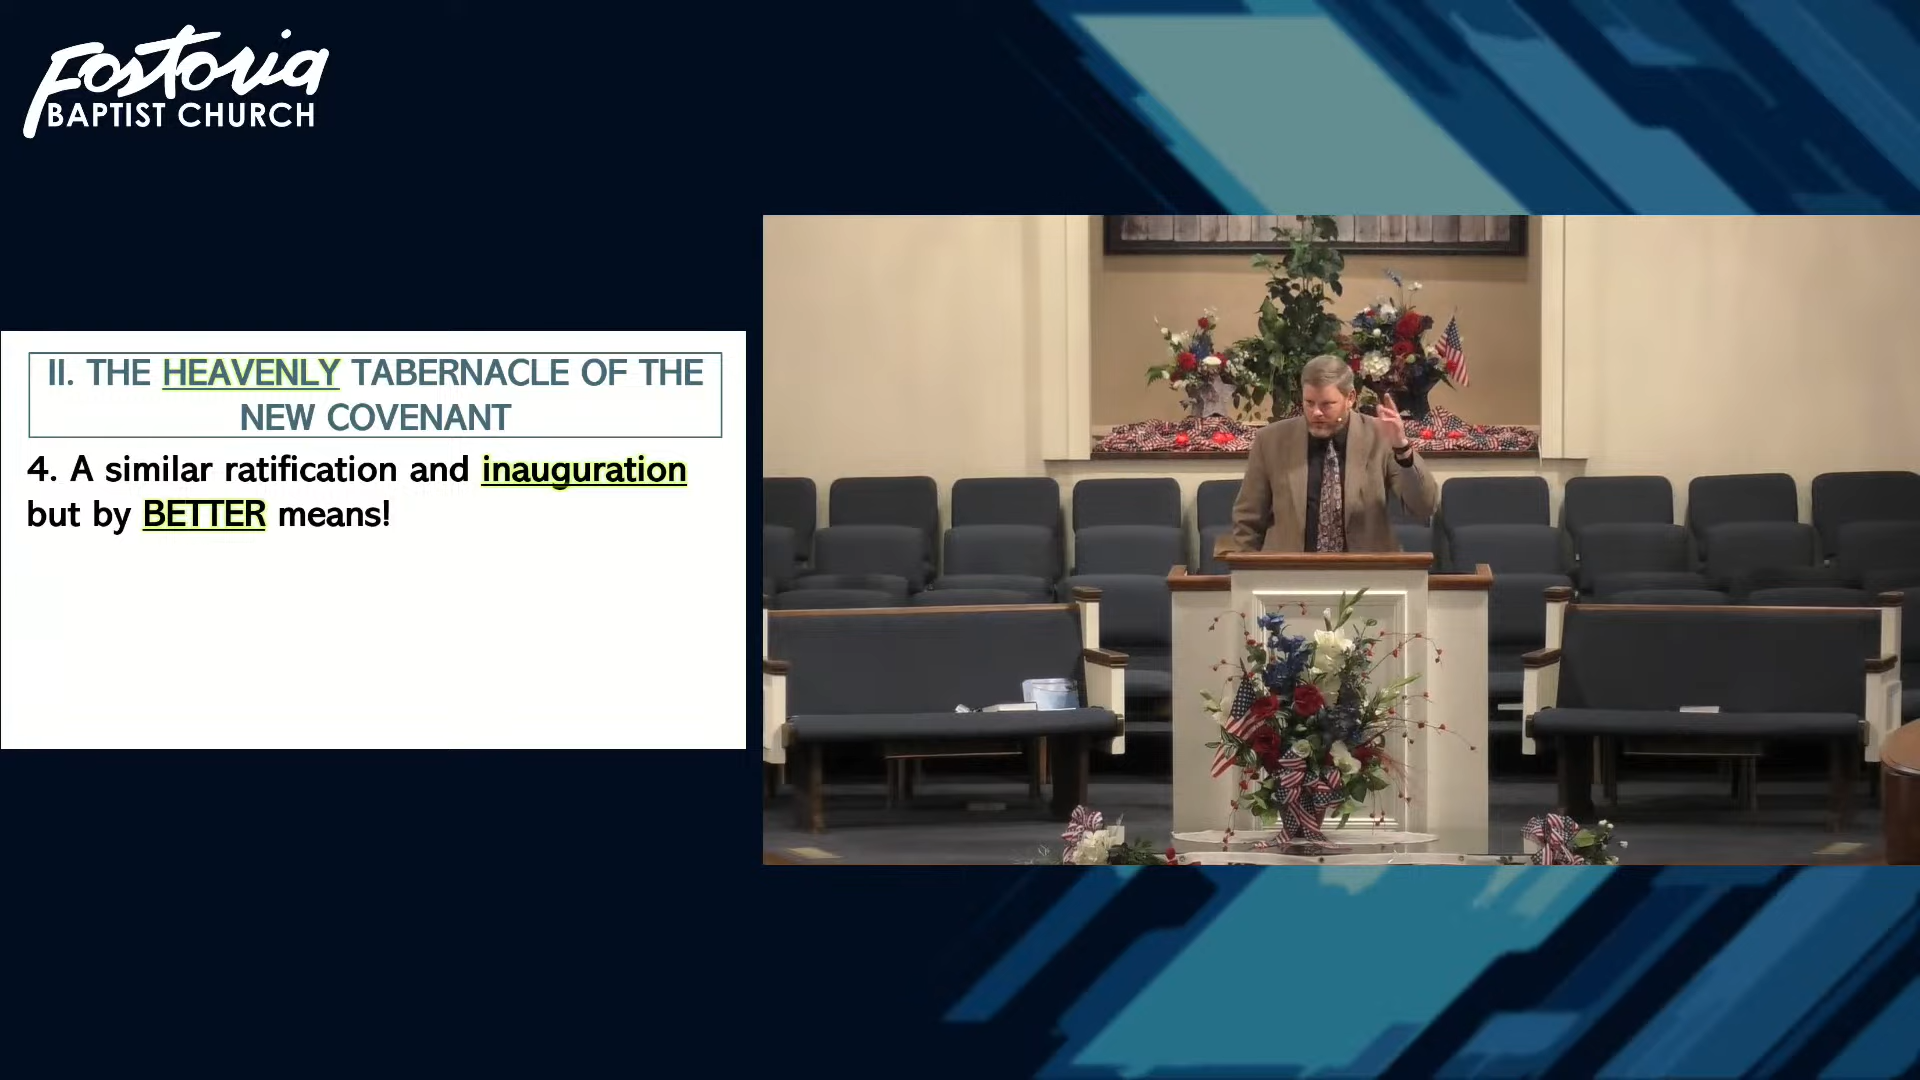 Fostoria
BAPTIST CHURCH
II. THE HEAVENLY TABERNACLE OF THE
NEW COVENANT
4. A similar ratification and inauguration
but by BETTER means!